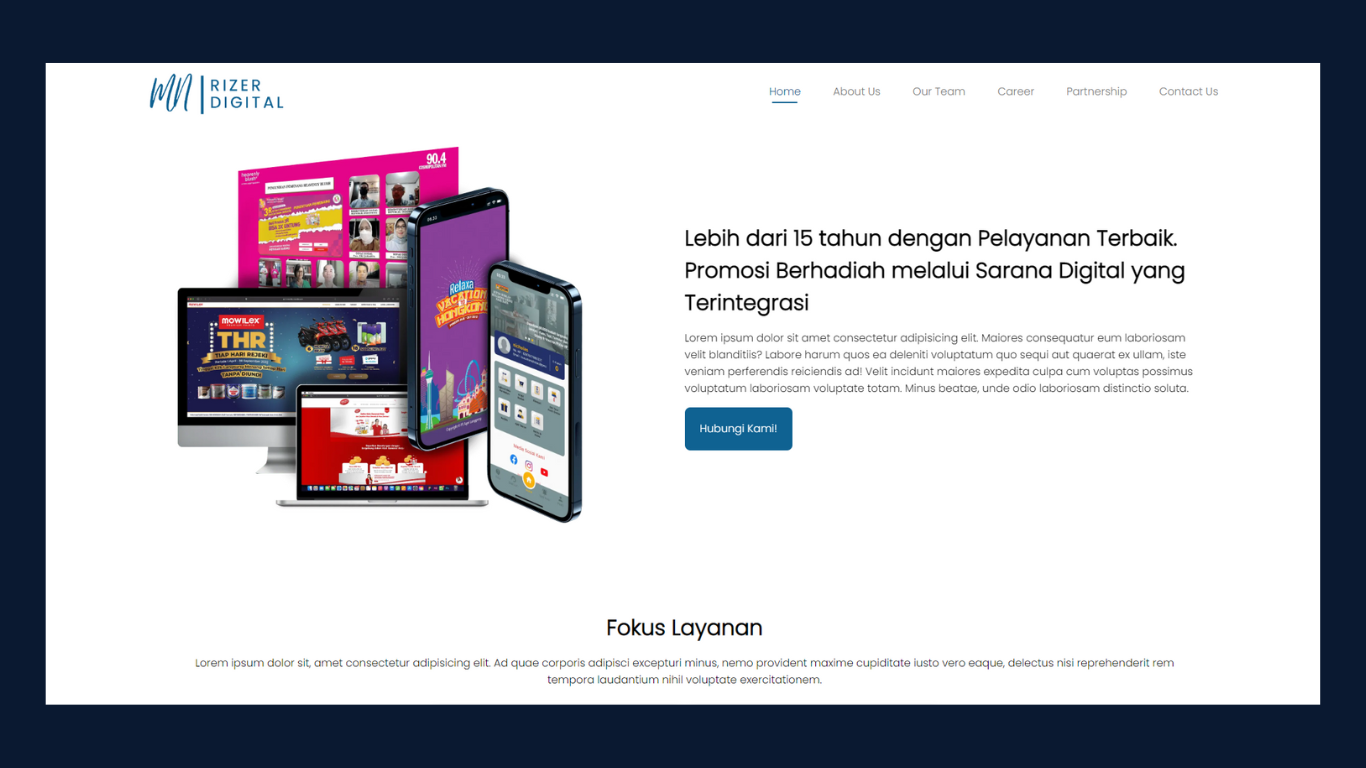 RIZER
DIGITAL
Home About Us Our Team Career Partnership Contact Us
90.4
Relaxa
VACATION
HONGKONG
MOWILEX
THR
TIAP HARI REJEKI
TANPA DIUNDI
Lebih dari 15 tahun dengan Pelayanan Terbaik.
Promosi Berhadiah melalui Sarana Digital yang
Terintegrasi
Lorem ipsum dolor sit amet consectetur adipisicing elit. Maiores consequatur eum laboriosam
velit blanditiis? Labore harum quos ea deleniti voluptatum quo sequi aut quaerat ex ullam, iste
veniam perferendis reiciendis ad! Velit incidunt maiores expedita culpa cum voluptas possimus
voluptatum laboriosam voluptate totam. Minus beatae, unde odio laboriosam distinctio soluta.
Hubungi Kami!
Fokus Layanan
Lorem ipsum dolor sit, amet consectetur adipisicing elit. Ad quae corporis adipisci excepturi minus, nemo provident maxime cupiditate iusto vero eaque, delectus nisi reprehenderit rem
tempora laudantium nihil voluptate exercitationem.